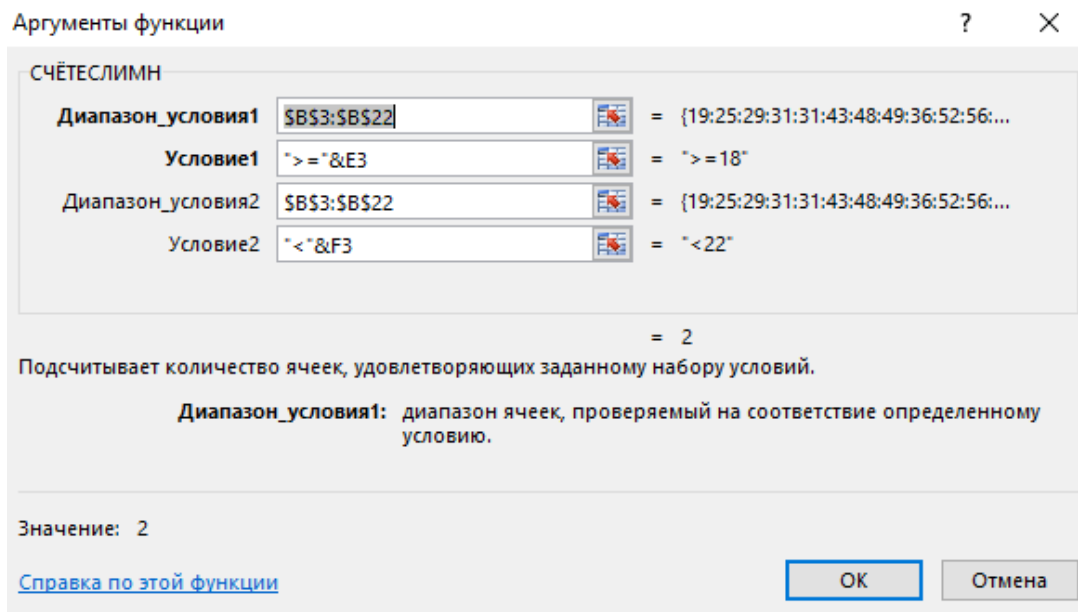 Аргументы функции ? ×
СЧЁТЕСЛИМН
Диапазон_условия1 $B$3:$B$22 = {19:25:29:31:31:43:48:49:36:52:56:...
Условие1 ">="&E3 = ">=18"
Диапазон_условия2 $B$3:$B$22 = {19:25:29:31:31:43:48:49:36:52:56:...
Условие2 "<"&F3 = "<22"
= 2
Подсчитывает количество ячеек, удовлетворяющих заданному набору условий.
Диапазон_условия1: диапазон ячеек, проверяемый на соответствие определенному
условию.
Значение: 2
Справка по этой функции ОК Отмена